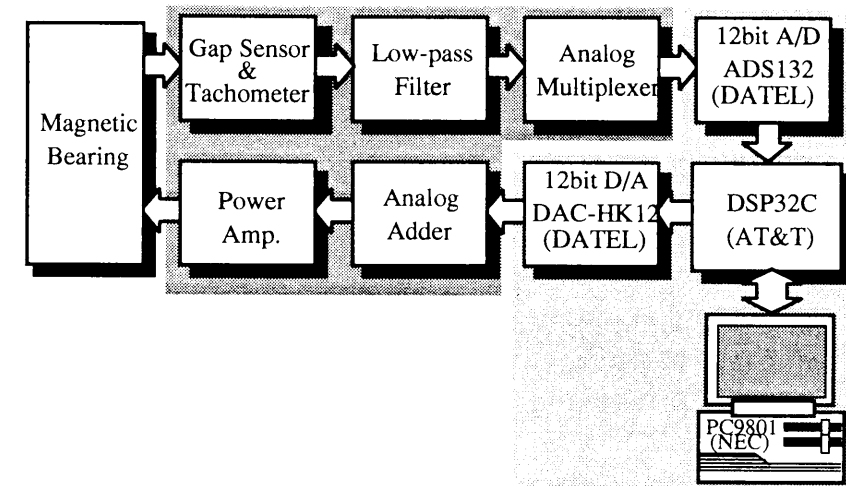 Gap Sensor
&
Tachometer
Low-pass
Filter
Analog
Multiplexer
12bit A/D
ADS132
(DATEL)
Magnetic
Bearing
Power
Amp.
Analog
Adder
12bit D/A
DAC-HK12
(DATEL)
DSP32C
(AT&T)
PC9801
(NEC)